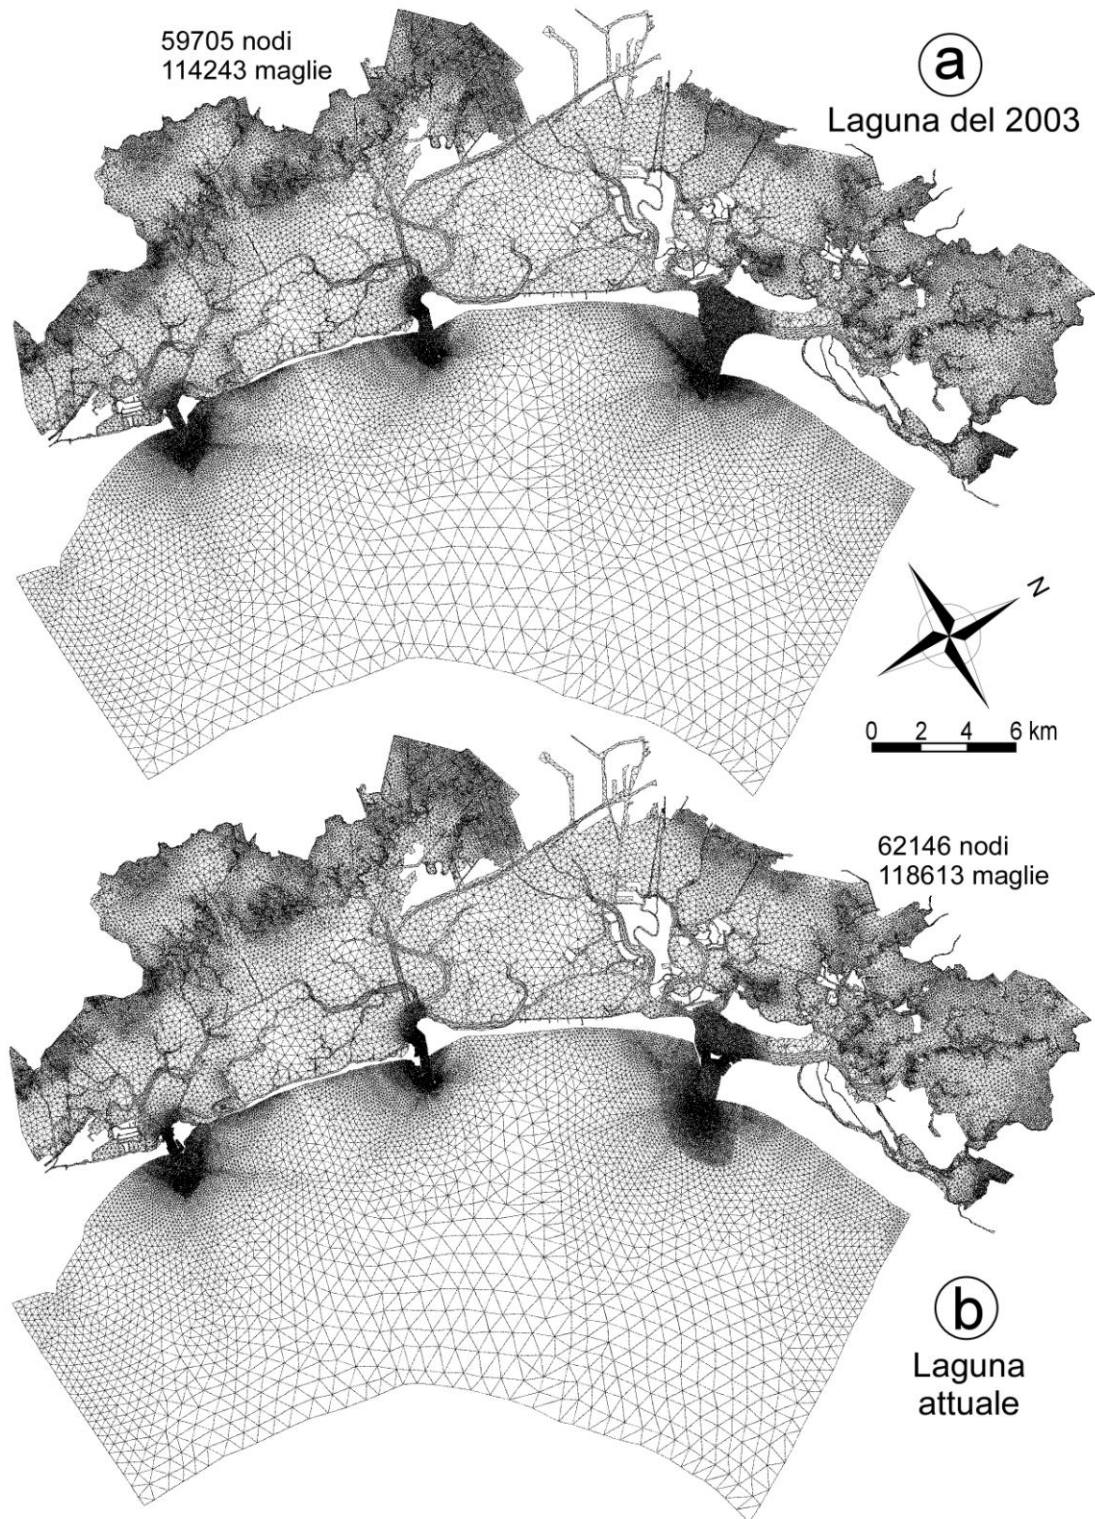 59705 nodi
114243 maglie
a
Laguna del 2003
N
0 2 4 6 km
62146 nodi
118613 maglie
b
Laguna
attuale